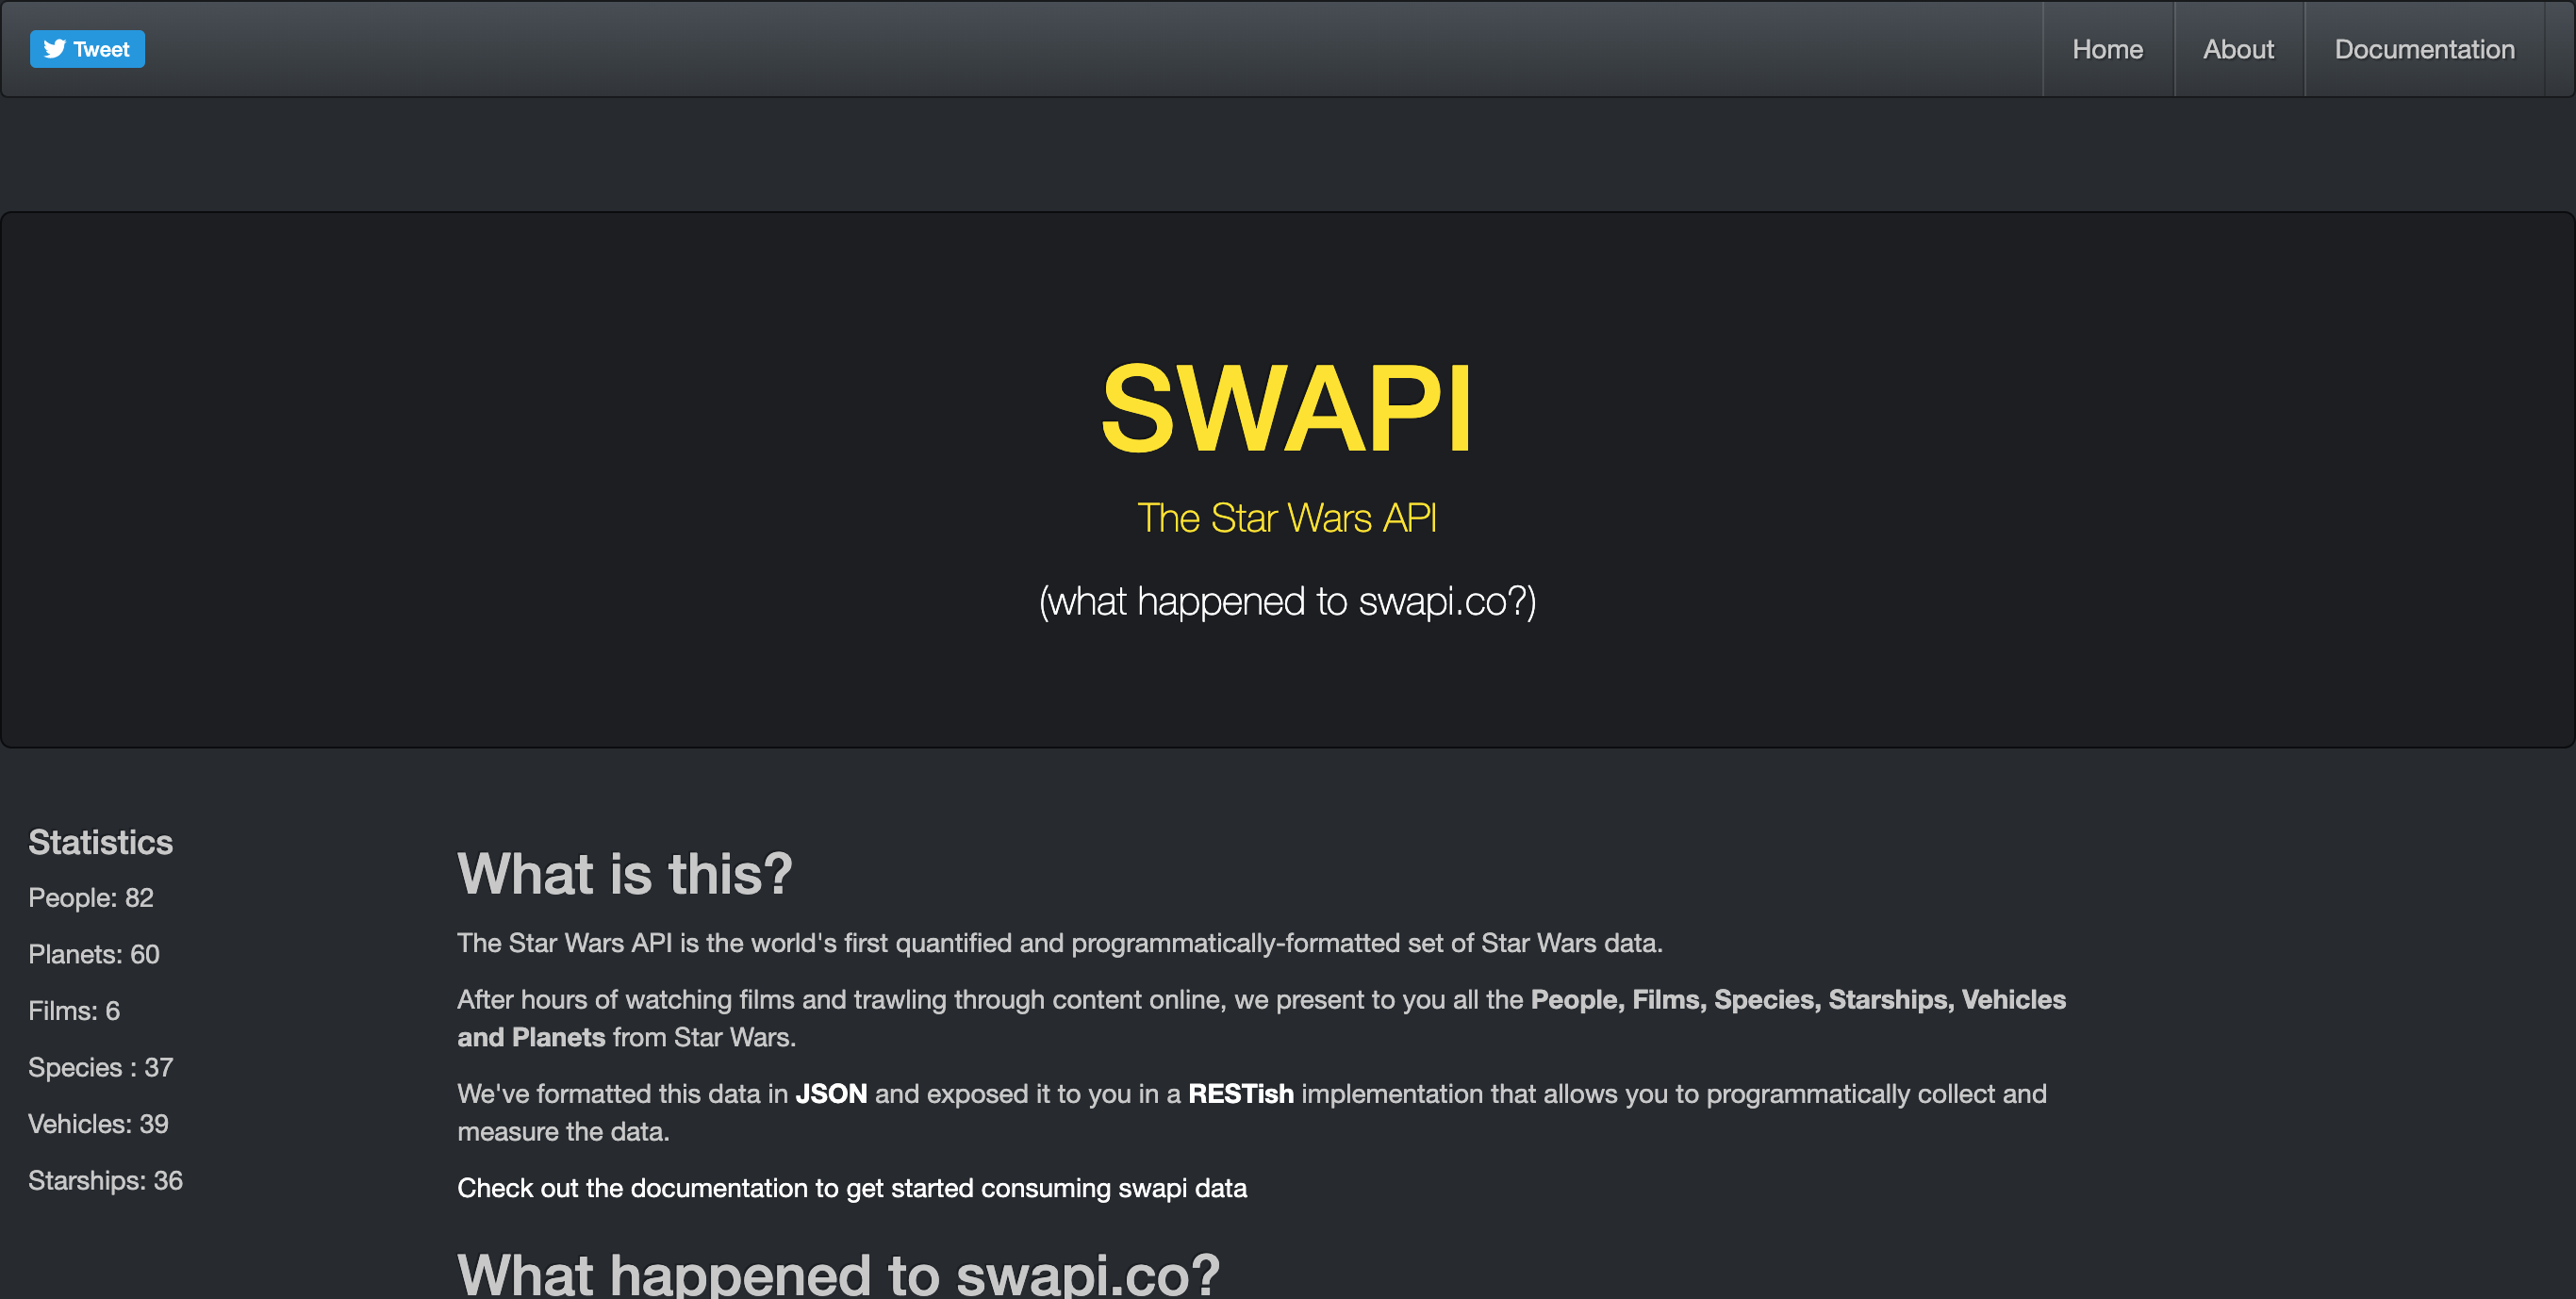 Tweet
Home
About
Documentation
SWAPI
The Star Wars API
(what happened to swapi.co?)
Statistics
People: 82
Planets: 60
Films: 6
Species : 37
Vehicles: 39
Starships: 36
What is this?
The Star Wars API is the world's first quantified and programmatically-formatted set of Star Wars data.
After hours of watching films and trawling through content online, we present to you all the People, Films, Species, Starships, Vehicles
and Planets from Star Wars.
We've formatted this data in JSON and exposed it to you in a RESTish implementation that allows you to programmatically collect and
measure the data.
Check out the documentation to get started consuming swapi data
What happened to swapi.co?